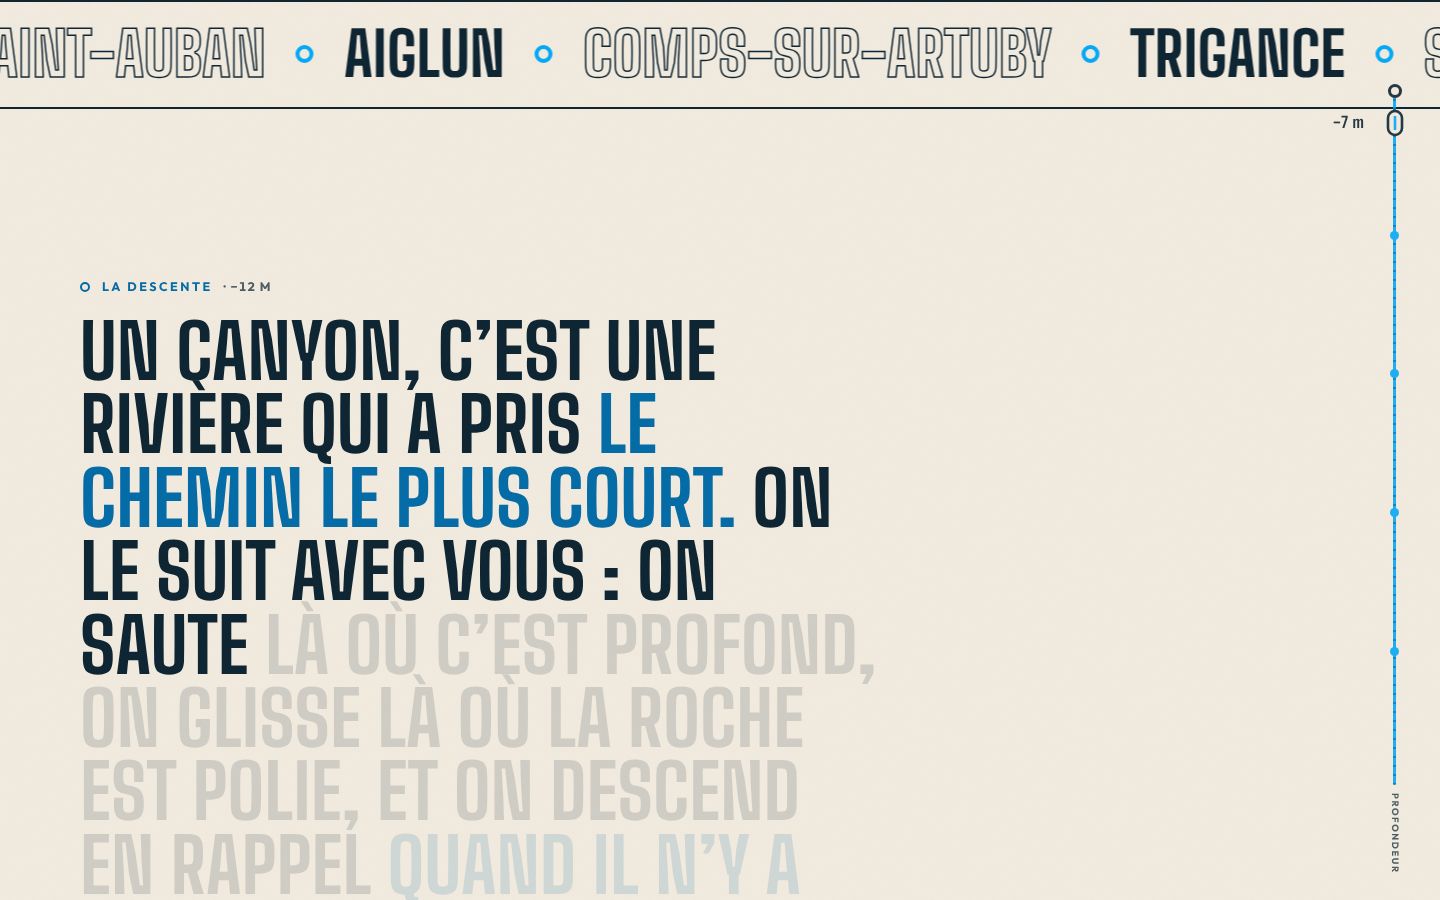 AINT-AUBAN AIGLUN COMPS-SUR-ARTUBY TRIGANCE
-7 m
LA DESCENTE · -12 M
UN CANYON, C’EST UNE
RIVIÈRE QUI A PRIS LE
CHEMIN LE PLUS COURT. ON
LE SUIT AVEC VOUS : ON
SAUTE LÀ OÙ C’EST PROFOND,
ON GLISSE LÀ OÙ LA ROCHE
EST POLIE, ET ON DESCEND
EN RAPPEL QUAND IL N’Y A
PROFONDEUR